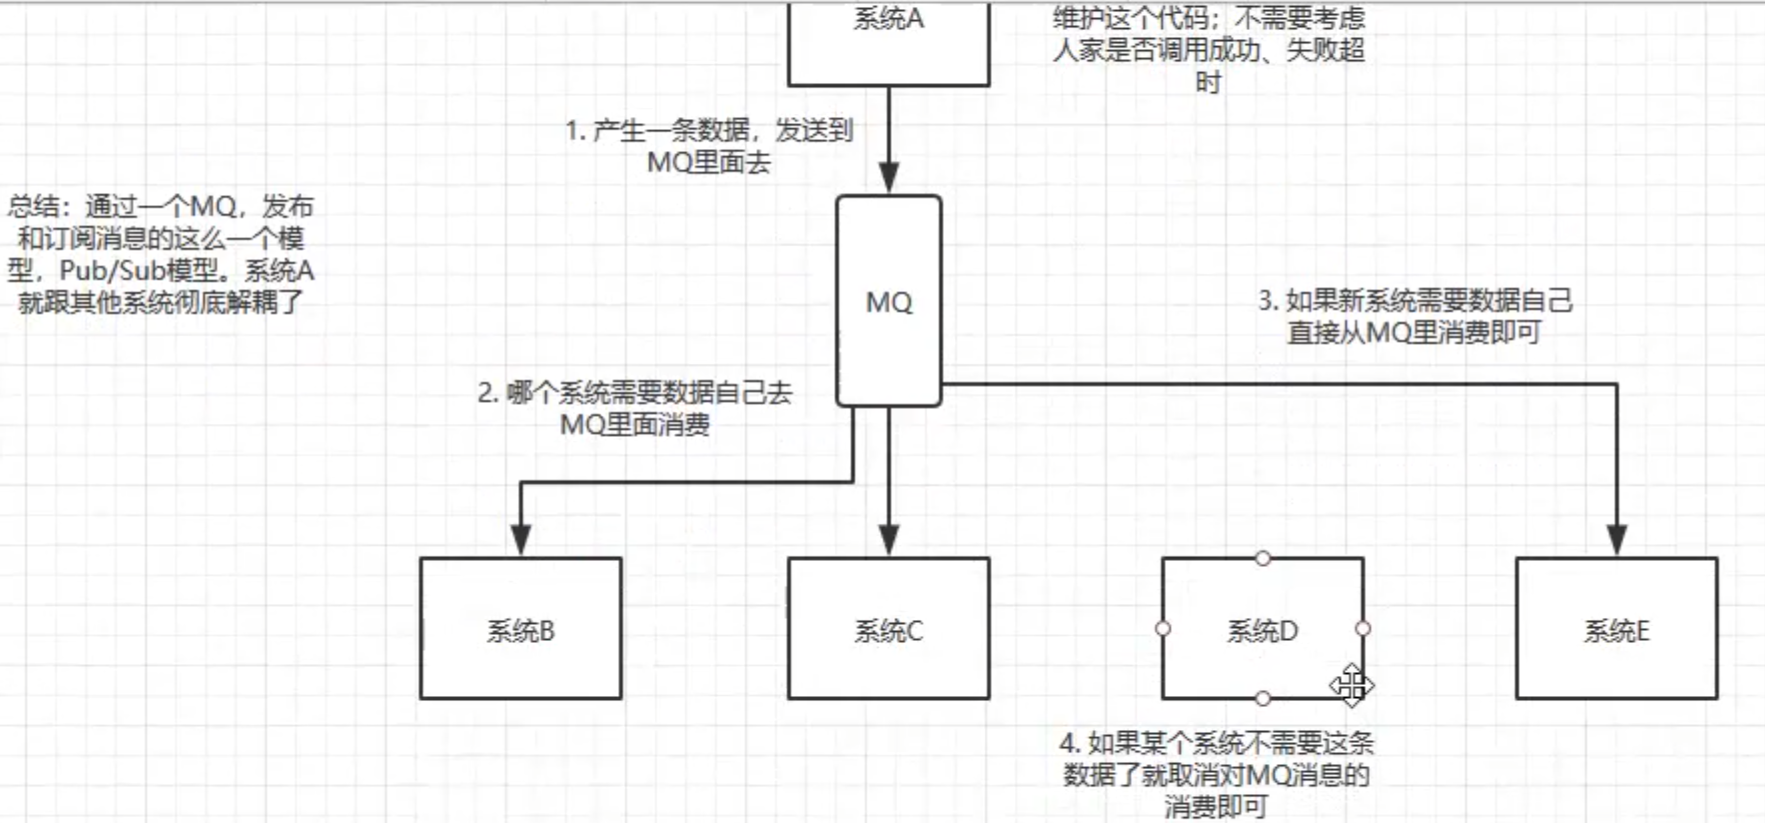 系统A
维护这个代码；不需要考虑
人家是否调用成功、失败超
时
1. 产生一条数据，发送到
MQ里面去
总结：通过一个MQ，发布
和订阅消息的这么一个模
型，Pub/Sub模型。系统A
就跟其他系统彻底解耦了
MQ
3. 如果新系统需要数据自己
直接从MQ里消费即可
2. 哪个系统需要数据自己去
MQ里面消费
系统B
系统C
系统D
系统E
4. 如果某个系统不需要这条
数据了就取消对MQ消息的
消费即可